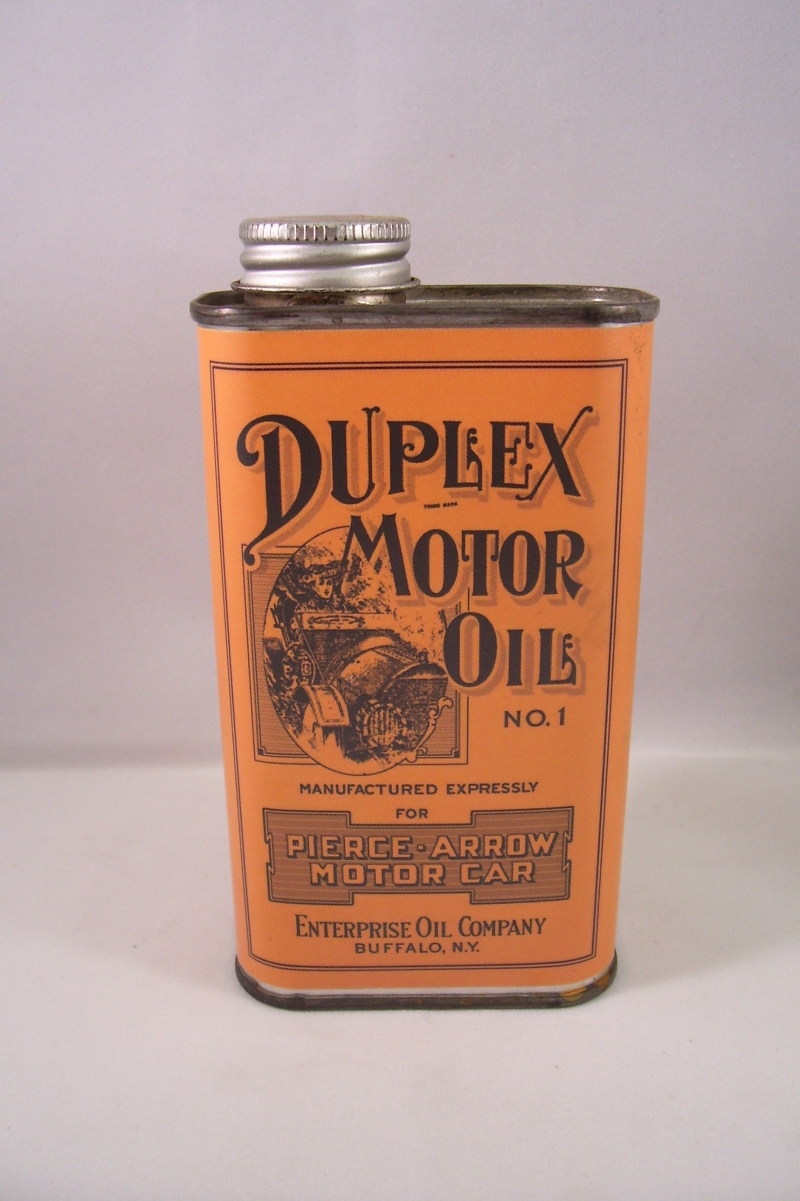 DUPLEX
TRADE MARK
MOTOR
OIL
NO. 1
MANUFACTURED EXPRESSLY
FOR
PIERCE-ARROW
MOTOR CAR
ENTERPRISE OIL COMPANY
BUFFALO, N.Y.